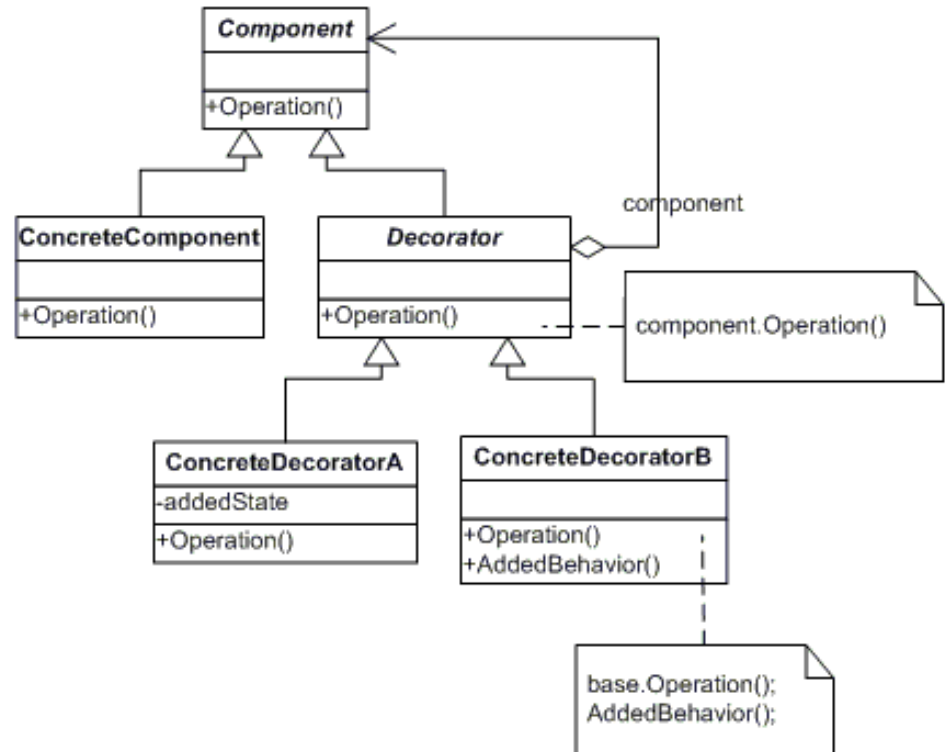 Component
+Operation()
component
ConcreteComponent
+Operation()
Decorator
+Operation()
component.Operation()
ConcreteDecoratorA
-addedState
+Operation()
ConcreteDecoratorB
+Operation()
+AddedBehavior()
base.Operation();
AddedBehavior();